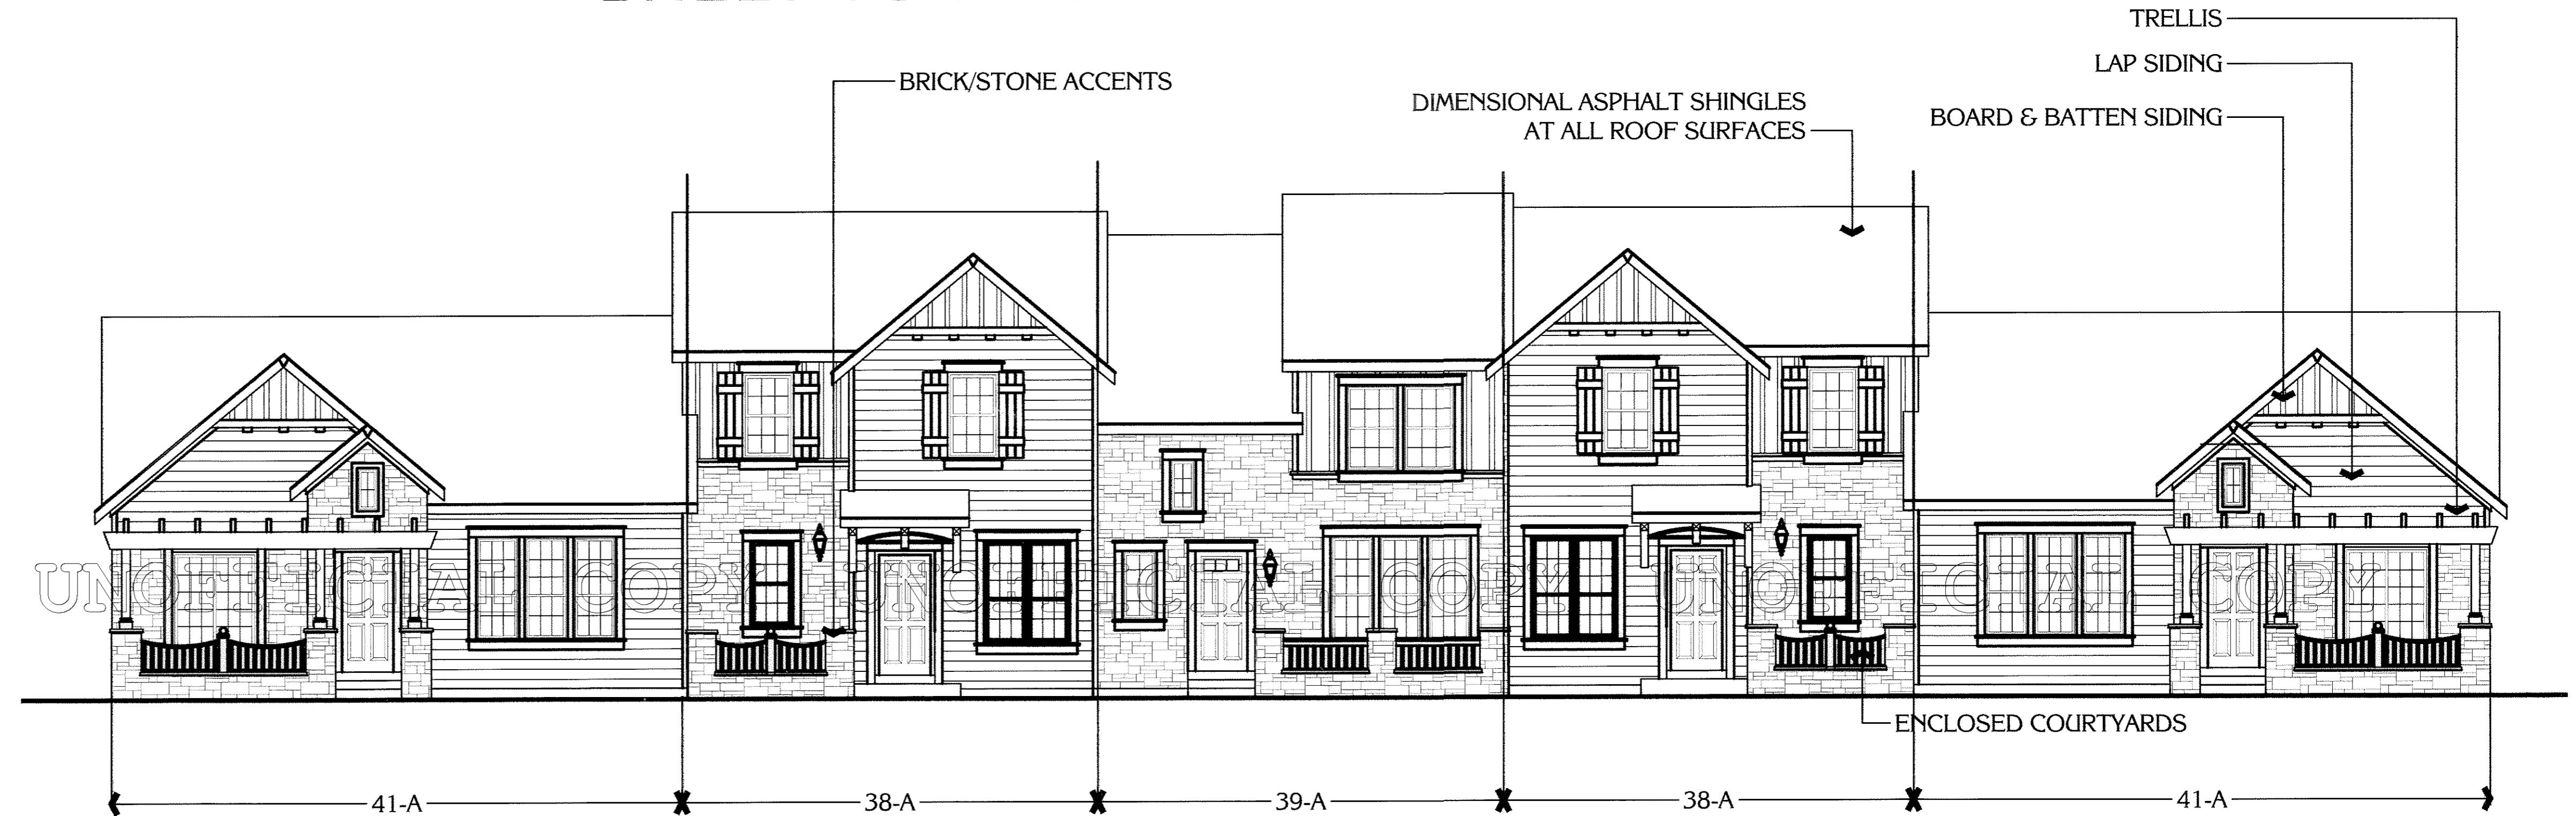 TRELLIS
LAP SIDING
BRICK/STONE ACCENTS
DIMENSIONAL ASPHALT SHINGLES
AT ALL ROOF SURFACES
BOARD & BATTEN SIDING
UNOFFICIAL COPY UNOFFICIAL COPY UNOFFICIAL COPY
ENCLOSED COURTYARDS
41-A
38-A
39-A
38-A
41-A